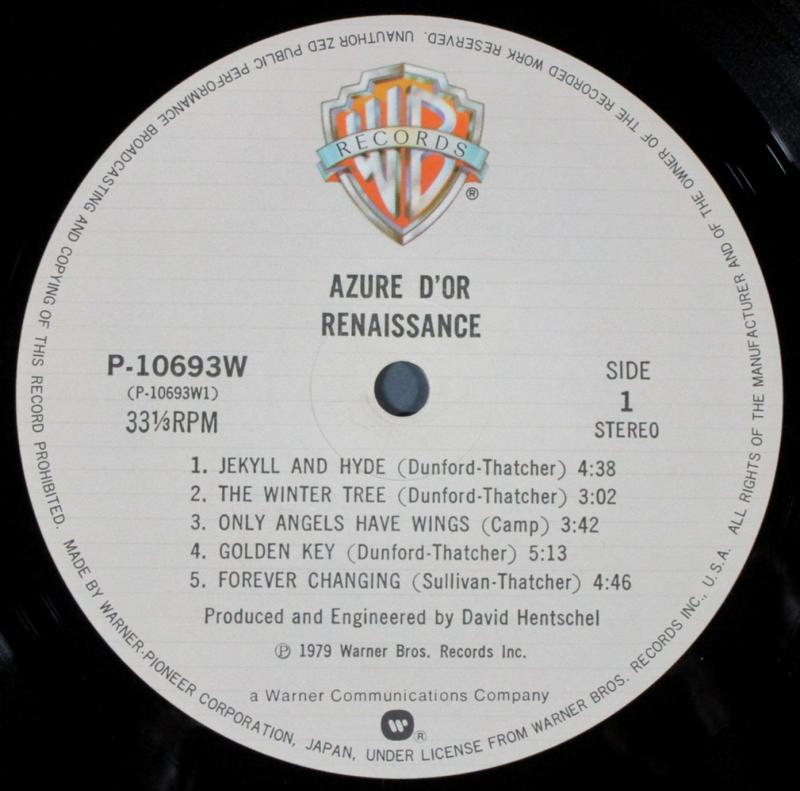 WB
RECORDS
®
AZURE D'OR
RENAISSANCE
P-10693W
(P-10693W1)
33⅓RPM
SIDE
1
STEREO
1. JEKYLL AND HYDE (Dunford-Thatcher) 4:38
2. THE WINTER TREE (Dunford-Thatcher) 3:02
3. ONLY ANGELS HAVE WINGS (Camp) 3:42
4. GOLDEN KEY (Dunford-Thatcher) 5:13
5. FOREVER CHANGING (Sullivan-Thatcher) 4:46
Produced and Engineered by David Hentschel
℗ 1979 Warner Bros. Records Inc.
a Warner Communications Company
®
MADE BY WARNER-PIONEER CORPORATION, JAPAN, UNDER LICENSE FROM WARNER BROS. RECORDS INC., U.S.A. ALL RIGHTS OF THE MANUFACTURER AND OF THE OWNER OF THE RECORDED WORK RESERVED. UNAUTHOR ZED PUBLIC PERFORMANCE BROADCASTING AND COPYING OF THIS RECORD PROHIBITED.